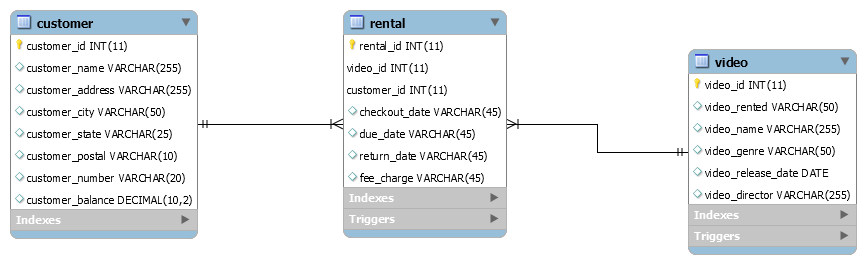 customer
customer_id INT(11)
customer_name VARCHAR(255)
customer_address VARCHAR(255)
customer_city VARCHAR(50)
customer_state VARCHAR(25)
customer_postal VARCHAR(10)
customer_number VARCHAR(20)
customer_balance DECIMAL(10,2)
Indexes
rental
rental_id INT(11)
video_id INT(11)
customer_id INT(11)
checkout_date VARCHAR(45)
due_date VARCHAR(45)
return_date VARCHAR(45)
fee_charge VARCHAR(45)
Indexes
Triggers
video
video_id INT(11)
video_rented VARCHAR(50)
video_name VARCHAR(255)
video_genre VARCHAR(50)
video_release_date DATE
video_director VARCHAR(255)
Indexes
Triggers